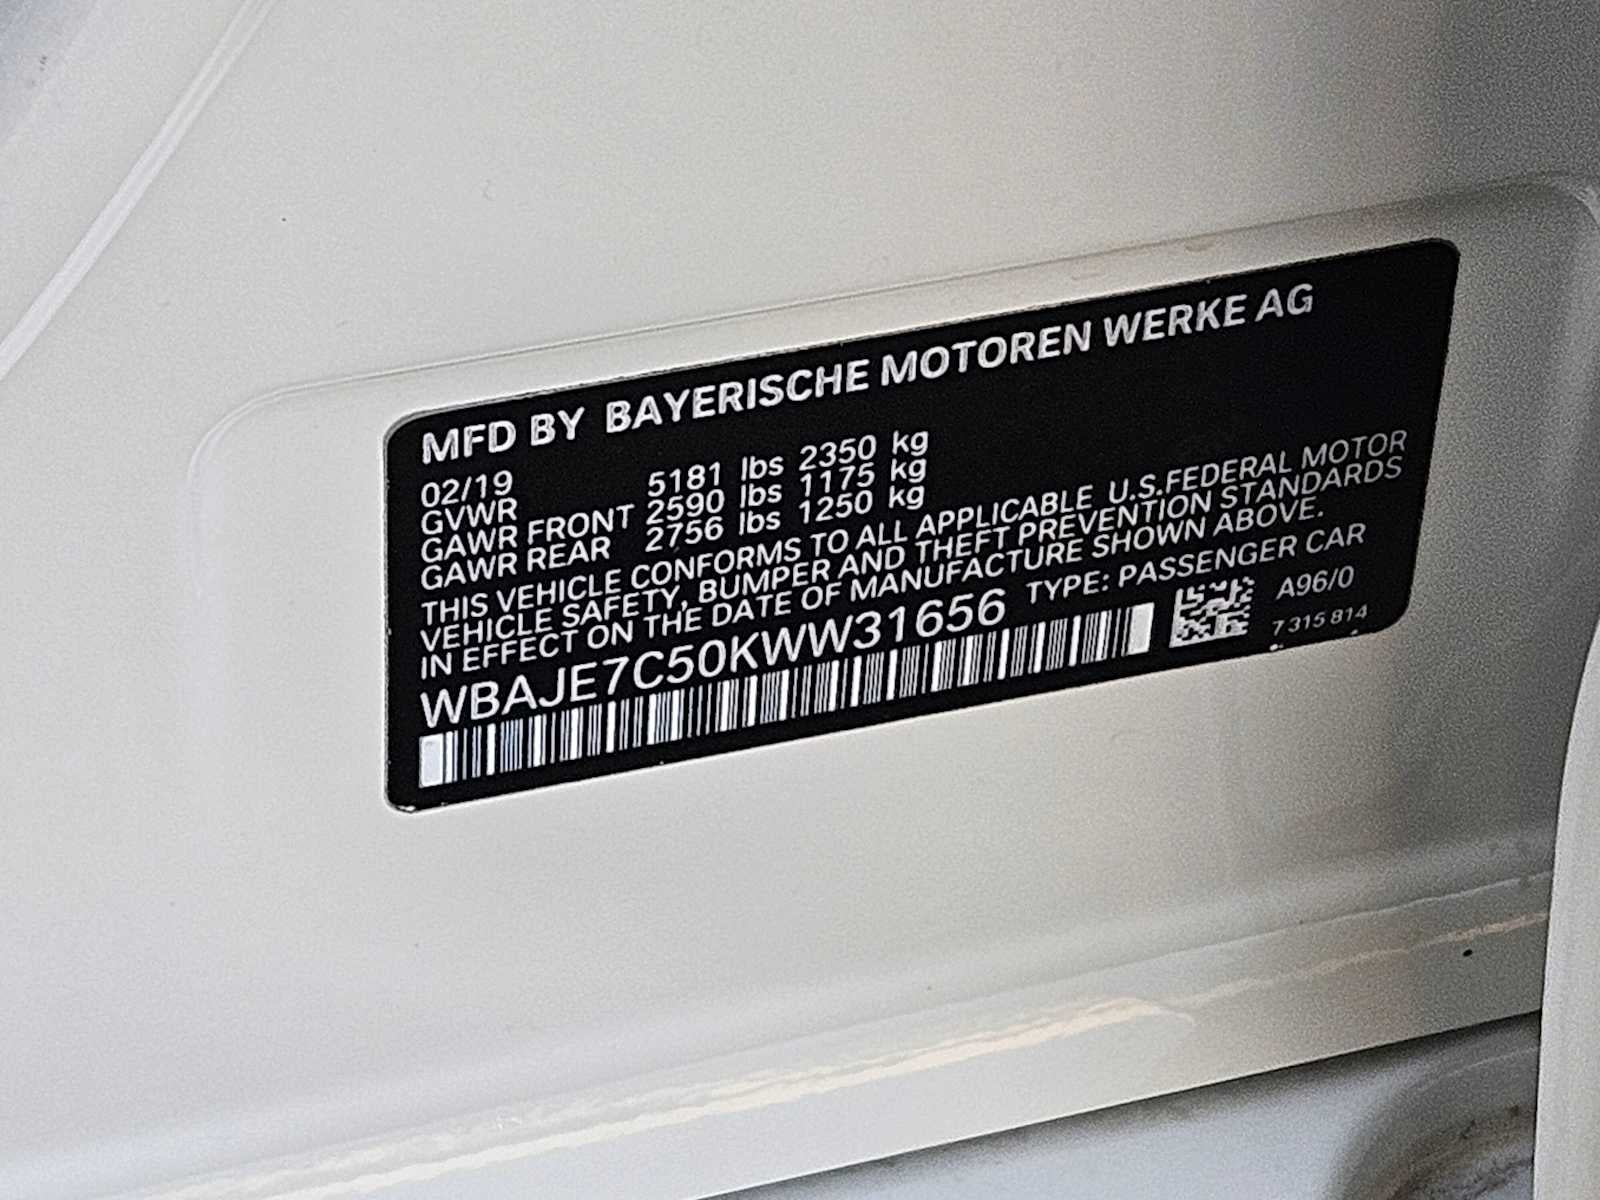 MFD BY BAYERISCHE MOTOREN WERKE AG
02/19
GVWR 5181 lbs 2350 kg
GAWR FRONT 2590 lbs 1175 kg
GAWR REAR 2756 lbs 1250 kg
THIS VEHICLE CONFORMS TO ALL APPLICABLE U.S.FEDERAL MOTOR
VEHICLE SAFETY, BUMPER AND THEFT PREVENTION STANDARDS
IN EFFECT ON THE DATE OF MANUFACTURE SHOWN ABOVE.
WBAJE7C50KWW31656 TYPE: PASSENGER CAR
A96/0
7 315 814